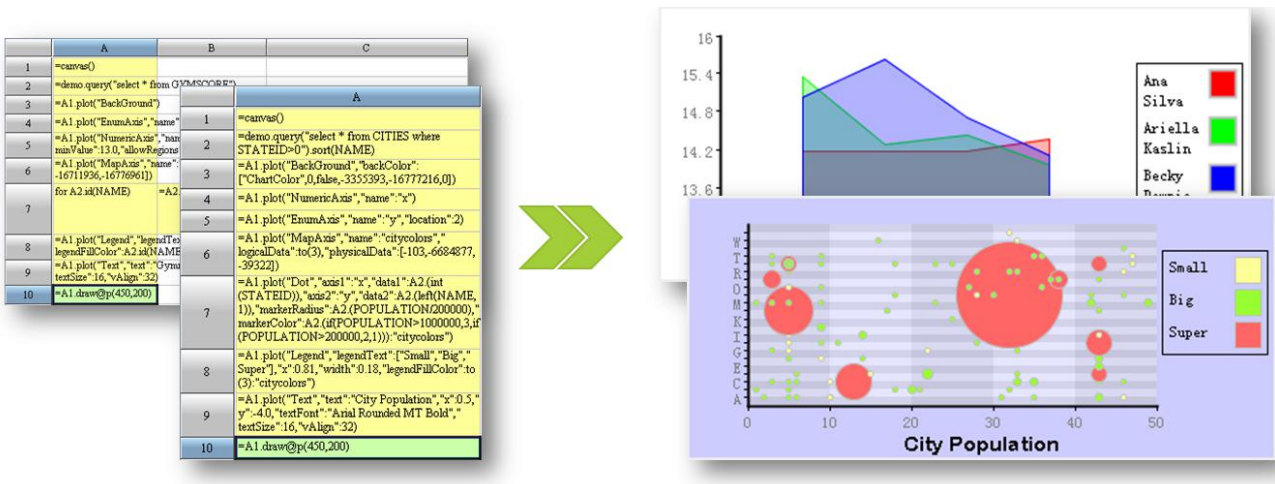 A B C
1 =canvas()
2 =demo.query("select * from GYMSCORE")
3 =A1.plot("BackGround")
4 =A1.plot("EnumAxis","name"
5 =A1.plot("NumericAxis","nam
minValue":13.0,"allowRegions
6 =A1.plot("MapAxis","name":
-16711936,-16776961])
7 for A2.id(NAME) =A2.
8 =A1.plot("Legend","legendTex
legendFillColor":A2.id(NAME
9 =A1.plot("Text","text":"Gymn
textSize":16,"vAlign":32)
10 =A1.draw@p(450,200)
A
1 =canvas()
2 =demo.query("select * from CITIES where
STATEID>0").sort(NAME)
3 =A1.plot("BackGround","backColor":
["ChartColor",0,false,-3355393,-16777216,0])
4 =A1.plot("NumericAxis","name":"x")
5 =A1.plot("EnumAxis","name":"y","location":2)
6 =A1.plot("MapAxis","name":"citycolors","
logicalData":to(3),"physicalData":[-103,-6684877,
-39322])
7 =A1.plot("Dot","axis1":"x","data1":A2.(int
(STATEID)),"axis2":"y","data2":A2.(left(NAME,
1)),"markerRadius":A2.(POPULATION/200000),"
markerColor":A2.(if(POPULATION>1000000,3,if
(POPULATION>200000,2,1))):"citycolors")
8 =A1.plot("Legend","legendText":["Small","Big","
Super"],"x":0.81,"width":0.18,"legendFillColor":to
(3):"citycolors")
9 =A1.plot("Text","text":"City Population","x":0.5,"
y":-4.0,"textFont":"Arial Rounded MT Bold","
textSize":16,"vAlign":32)
10 =A1.draw@p(450,200)
16
15.4
14.8
14.2
13.6
Ana
Silva
Ariella
Kaslin
Becky
W
T
R
O
M
K
I
G
E
C
A
0 10 20 30 40 50
City Population
Small
Big
Super